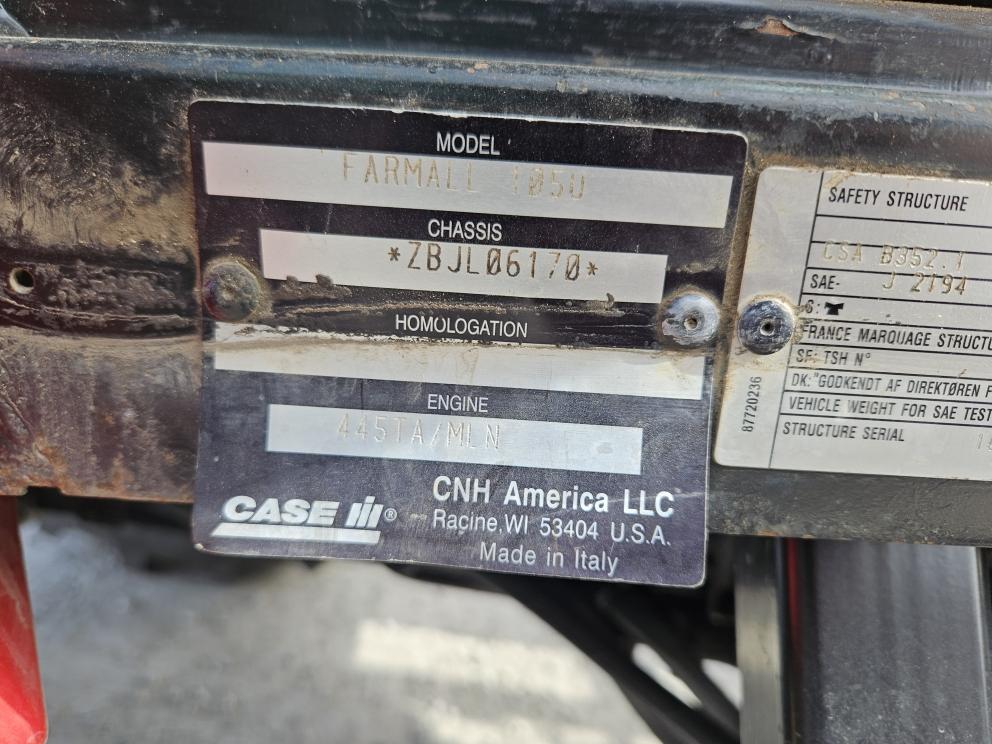 MODEL
FARMALL 105U
CHASSIS
*ZBJL06170*
HOMOLOGATION
ENGINE
445TA/MLN
CASE IH®
CNH America LLC
Racine, WI 53404 U.S.A.
Made in Italy
SAFETY STRUCTURE
CSA B352.1
SAE- J 2194
S:
FRANCE MARQUAGE STRUCTU
SF: TSH N°
DK: "GODKENDT AF DIREKTØREN F
VEHICLE WEIGHT FOR SAE TEST
STRUCTURE SERIAL
87720236